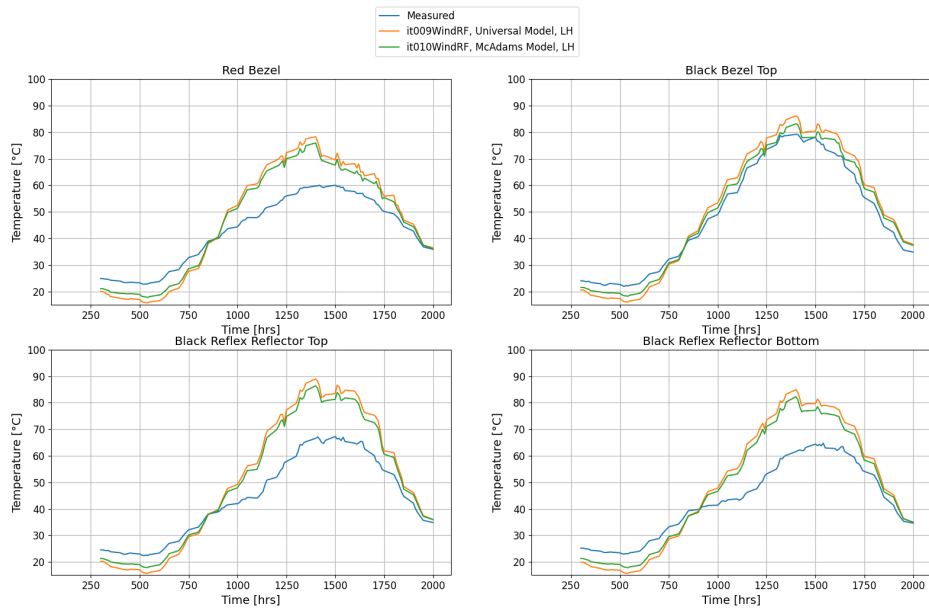 Measured
it009WindRF, Universal Model, LH
it010WindRF, McAdams Model, LH
Red Bezel
100
90
80
70
60
50
40
30
20
Temperature [°C]
250 500 750 1000 1250 1500 1750 2000
Time [hrs]
Black Bezel Top
100
90
80
70
60
50
40
30
20
Temperature [°C]
250 500 750 1000 1250 1500 1750 2000
Time [hrs]
Black Reflex Reflector Top
100
90
80
70
60
50
40
30
20
Temperature [°C]
250 500 750 1000 1250 1500 1750 2000
Time [hrs]
Black Reflex Reflector Bottom
100
90
80
70
60
50
40
30
20
Temperature [°C]
250 500 750 1000 1250 1500 1750 2000
Time [hrs]